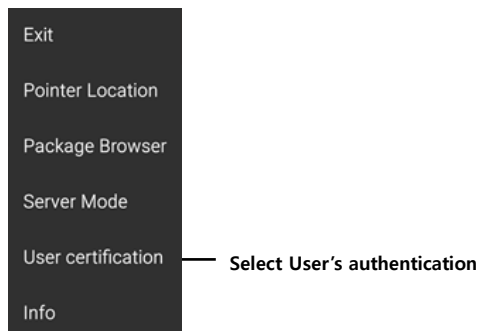 Exit
Pointer Location
Package Browser
Server Mode
User certification
Select User's authentication
Info